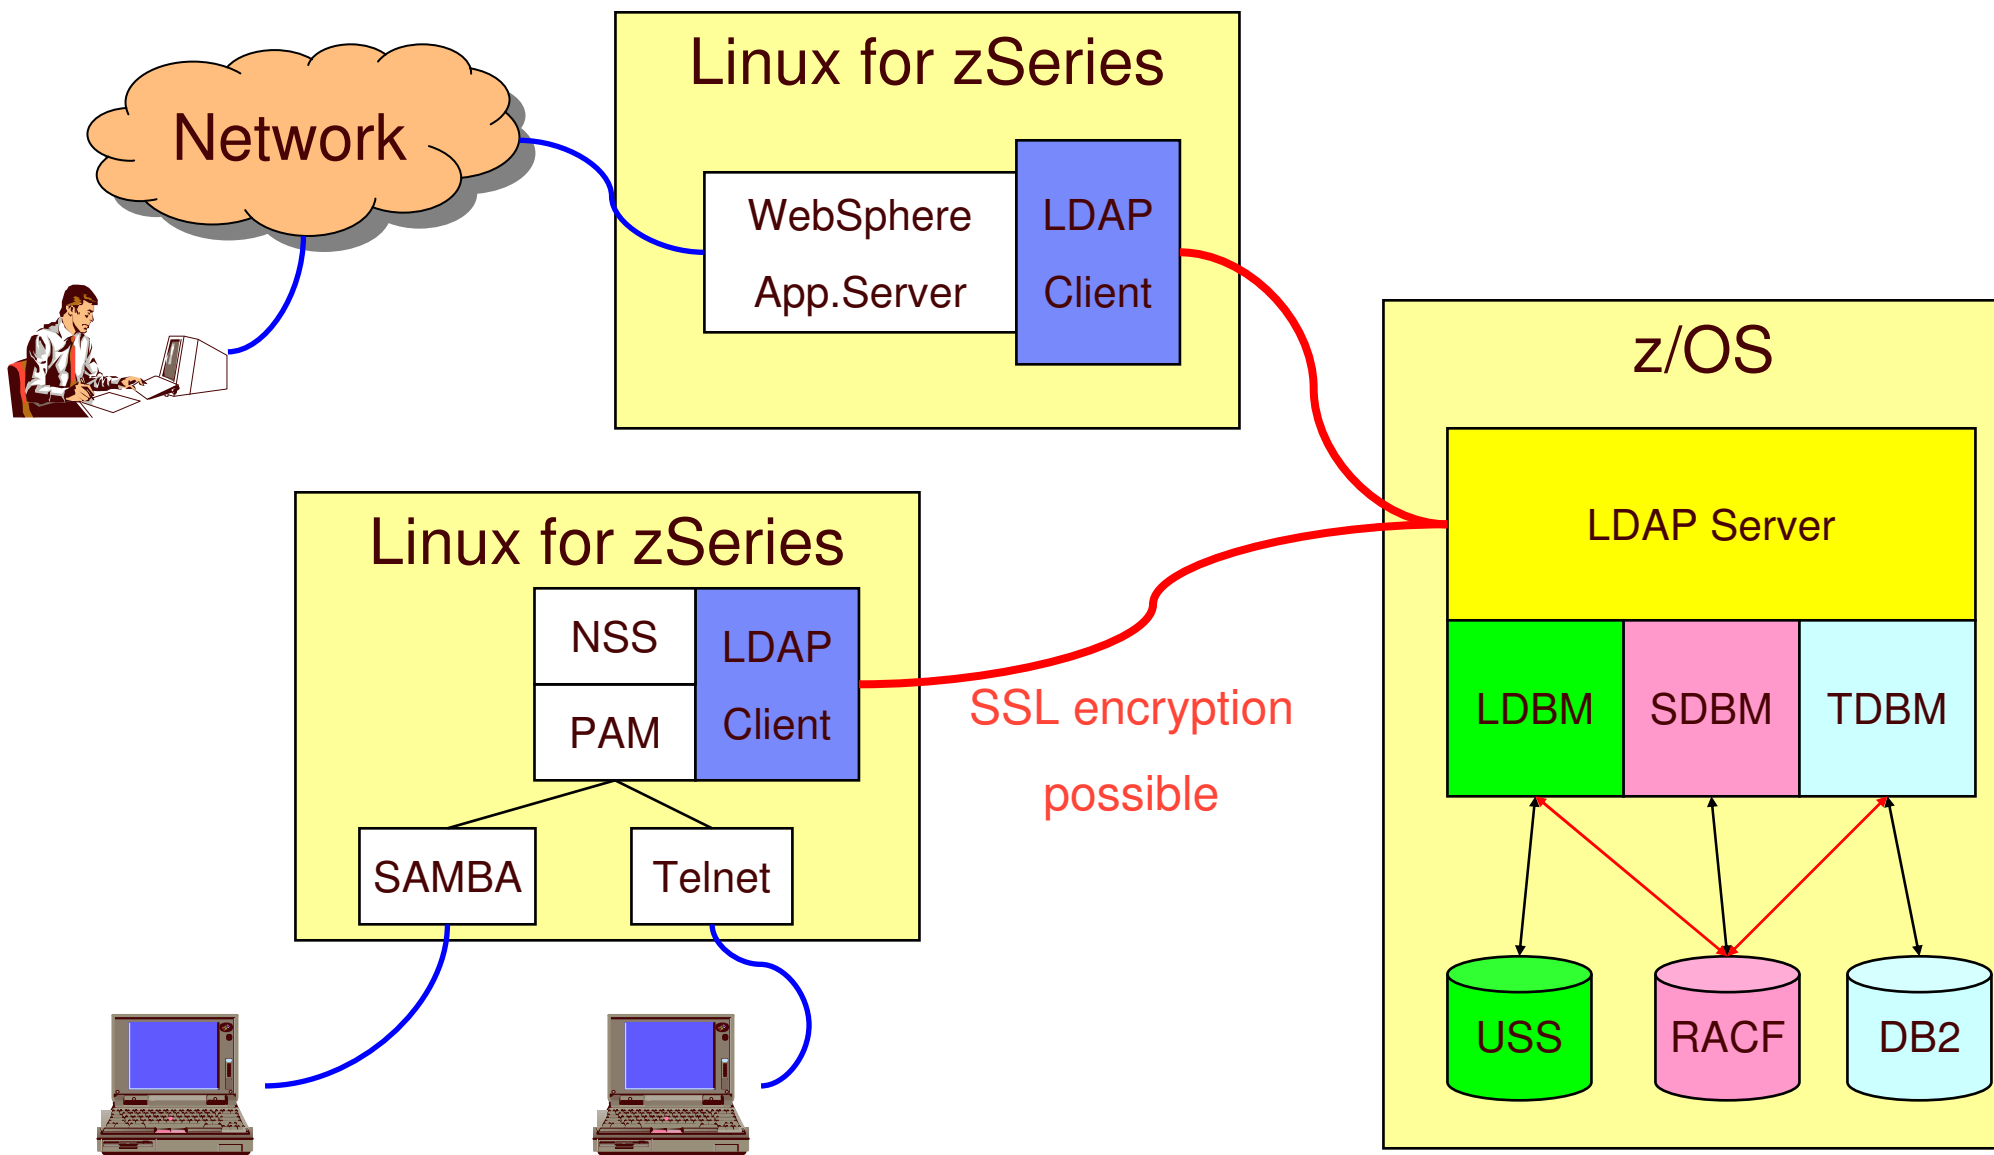 Linux for zSeries
Network
WebSphere
App.Server
LDAP
Client
z/OS
LDAP Server
LDBM
SDBM
TDBM
USS
RACF
DB2
Linux for zSeries
NSS
PAM
LDAP
Client
SSL encryption
possible
SAMBA
Telnet